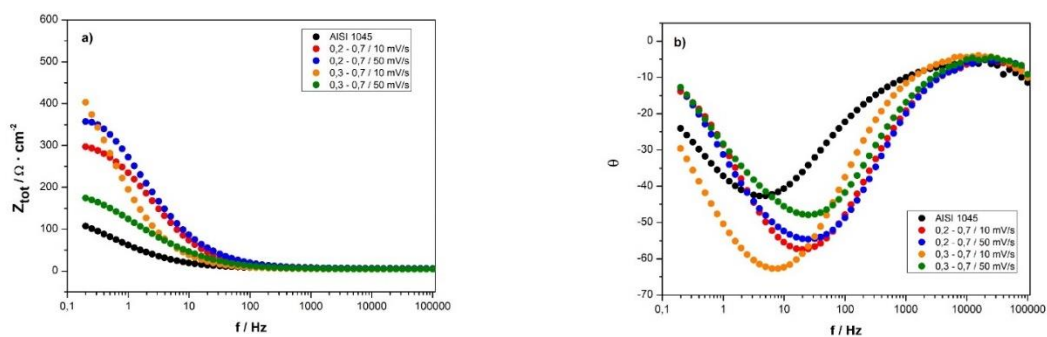 a)
AISI 1045
0,2 - 0,7 / 10 mV/s
0,2 - 0,7 / 50 mV/s
0,3 - 0,7 / 10 mV/s
0,3 - 0,7 / 50 mV/s
600
500
400
300
200
100
0
Ztot / Ω · cm-2
0,1 1 10 100 1000 10000 100000
f / Hz
b)
0
-10
-20
-30
-40
-50
-60
-70
θ
AISI 1045
0,2 - 0,7 / 10 mV/s
0,2 - 0,7 / 50 mV/s
0,3 - 0,7 / 10 mV/s
0,3 - 0,7 / 50 mV/s
0,1 1 10 100 1000 10000 100000
f / Hz